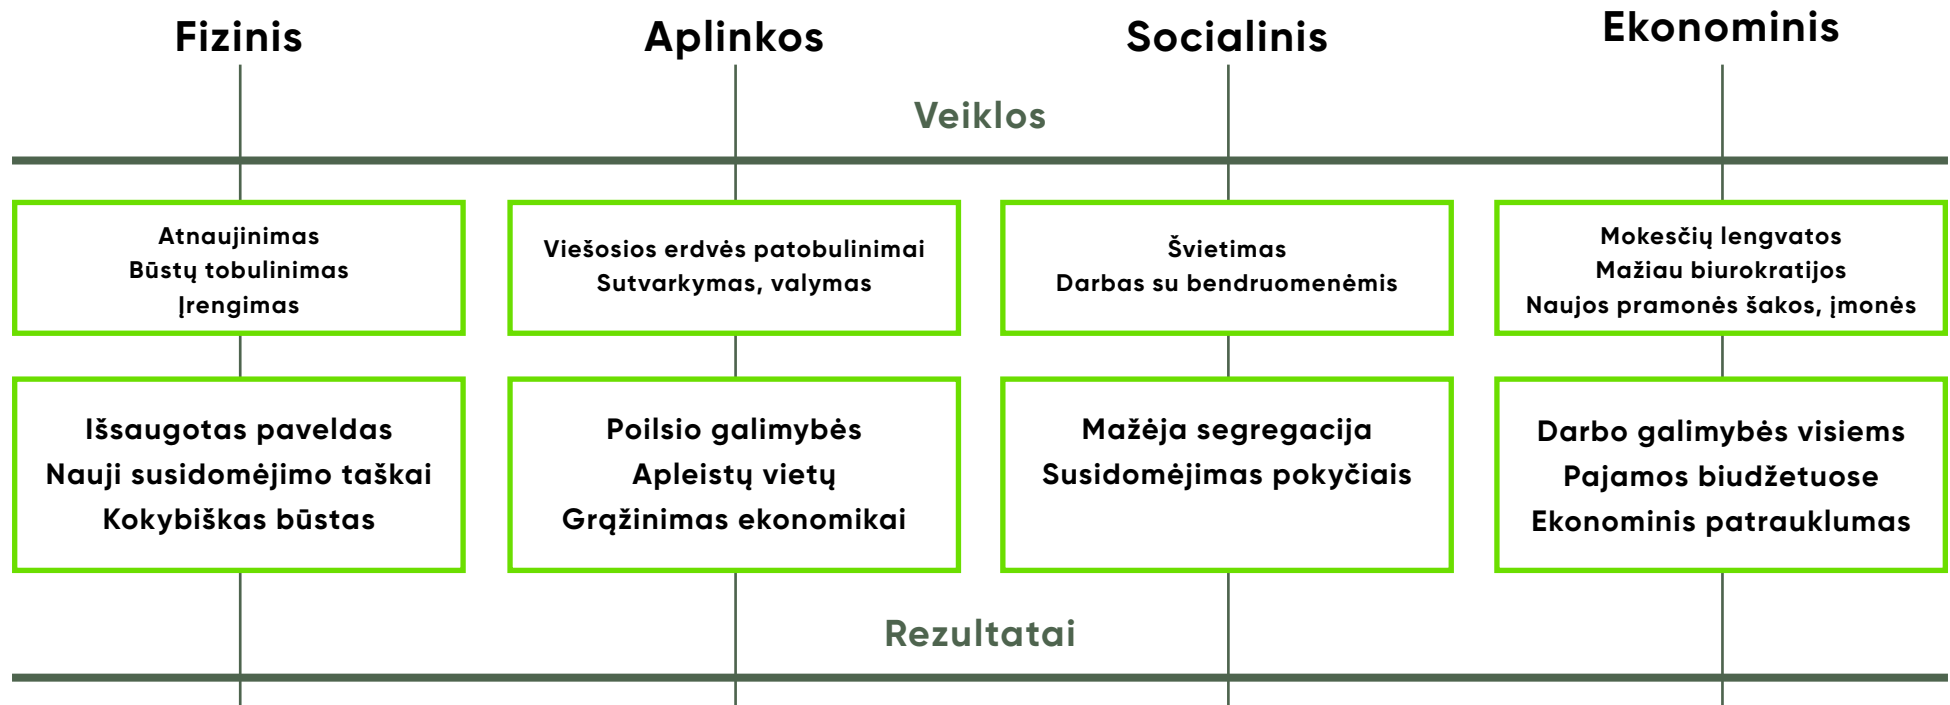 Fizinis
Aplinkos
Socialinis
Ekonominis
Veiklos
Atnaujinimas
Būstų tobulinimas
Įrengimas
Viešosios erdvės patobulinimai
Sutvarkymas, valymas
Švietimas
Darbas su bendruomenėmis
Mokesčių lengvatos
Mažiau biurokratijos
Naujos pramonės šakos, įmonės
Išsaugotas paveldas
Nauji susidomėjimo taškai
Kokybiškas būstas
Poilsio galimybės
Apleistų vietų
Grąžinimas ekonomikai
Mažėja segregacija
Susidomėjimas pokyčiais
Darbo galimybės visiems
Pajamos biudžetuose
Ekonominis patrauklumas
Rezultatai